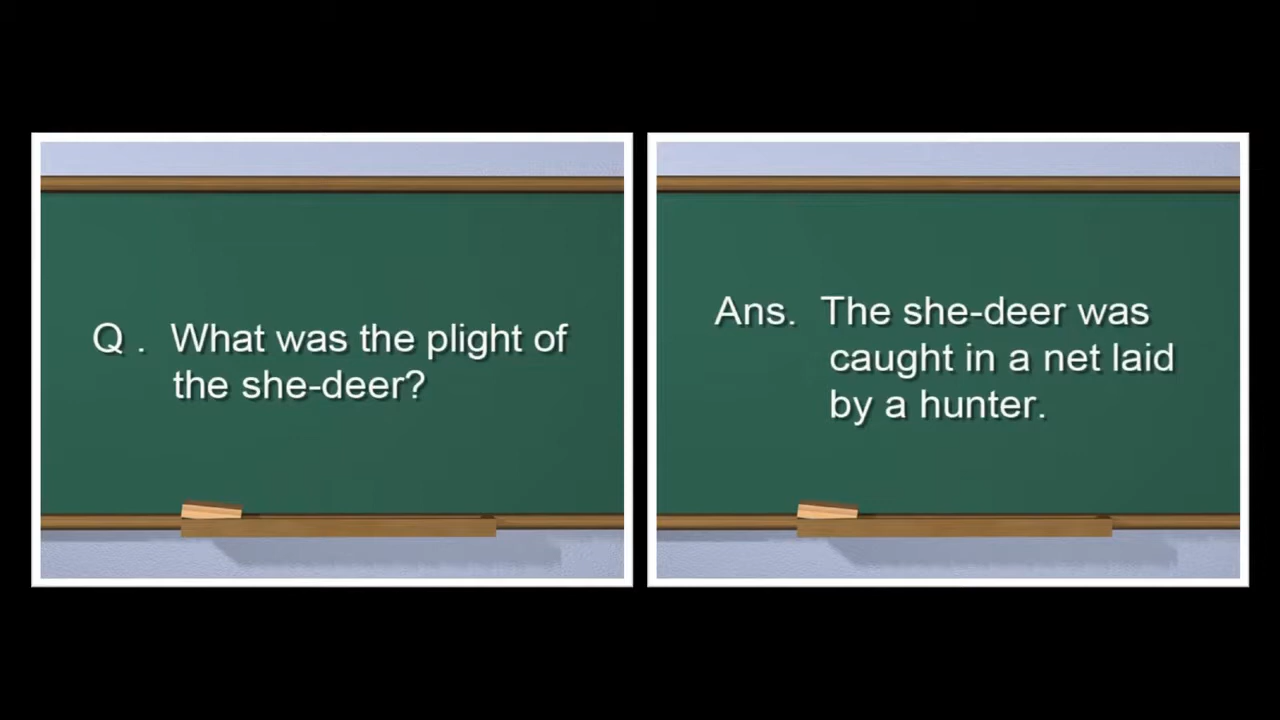 Q . What was the plight of
the she-deer?
Ans. The she-deer was
caught in a net laid
by a hunter.